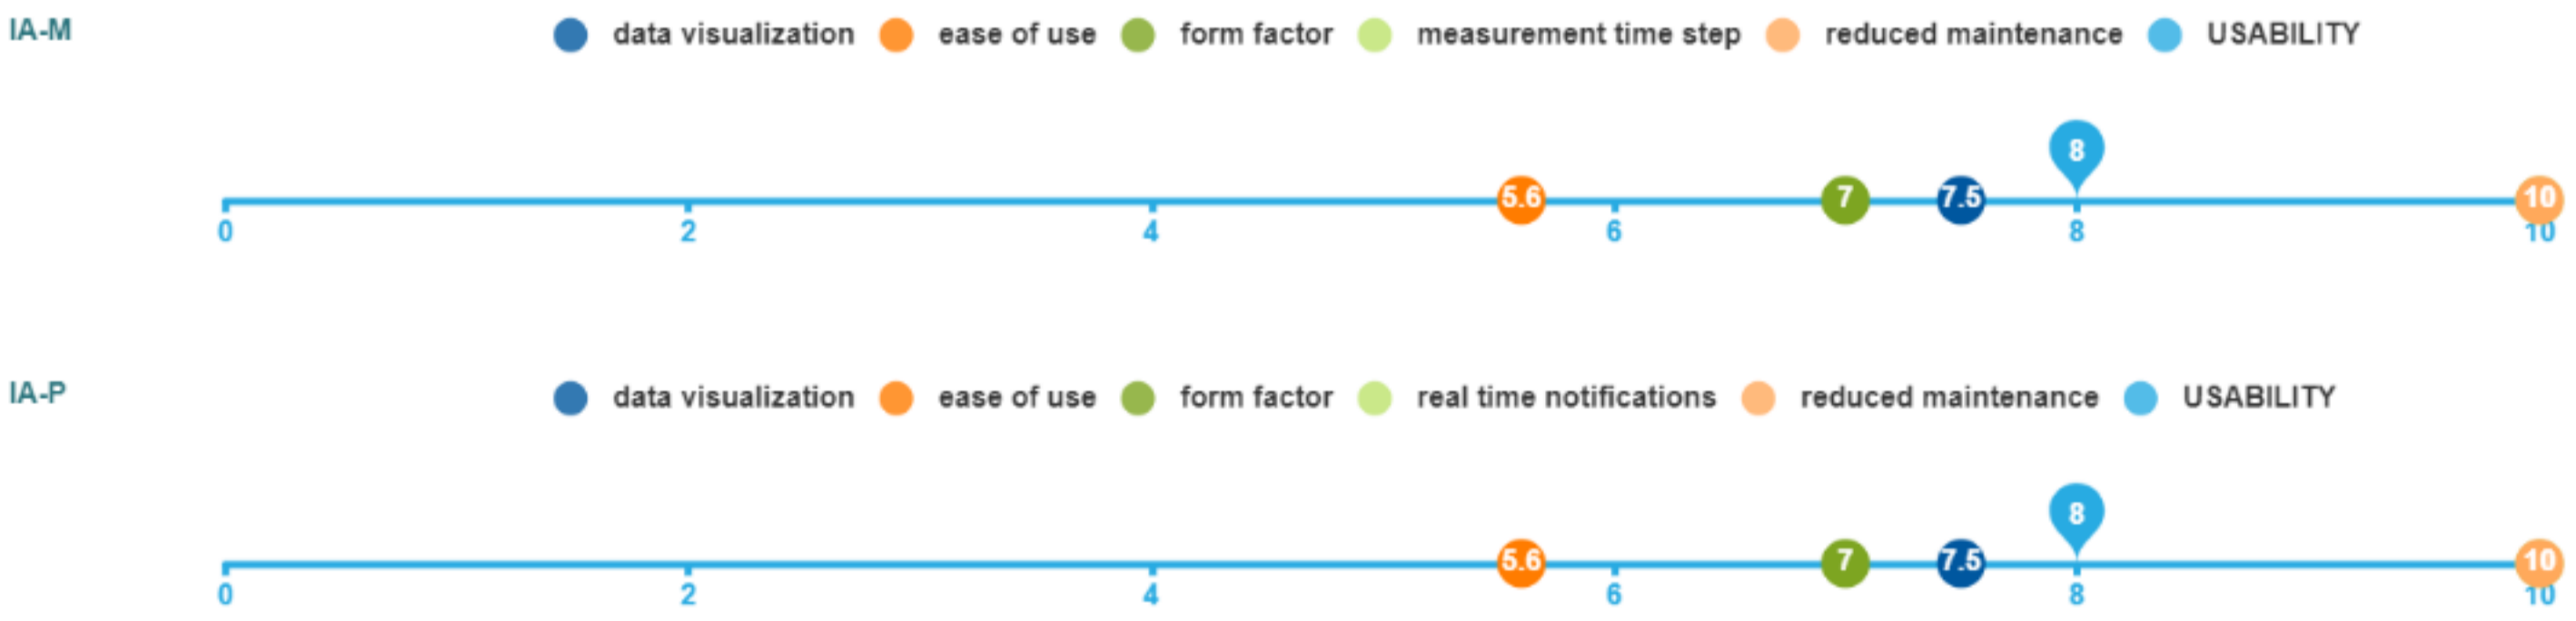 IA-M
data visualization ease of use form factor measurement time step reduced maintenance USABILITY
8
5.6 7 7.5 10
0 2 4 6 8 10
IA-P
data visualization ease of use form factor real time notifications reduced maintenance USABILITY
8
5.6 7 7.5 10
0 2 4 6 8 10